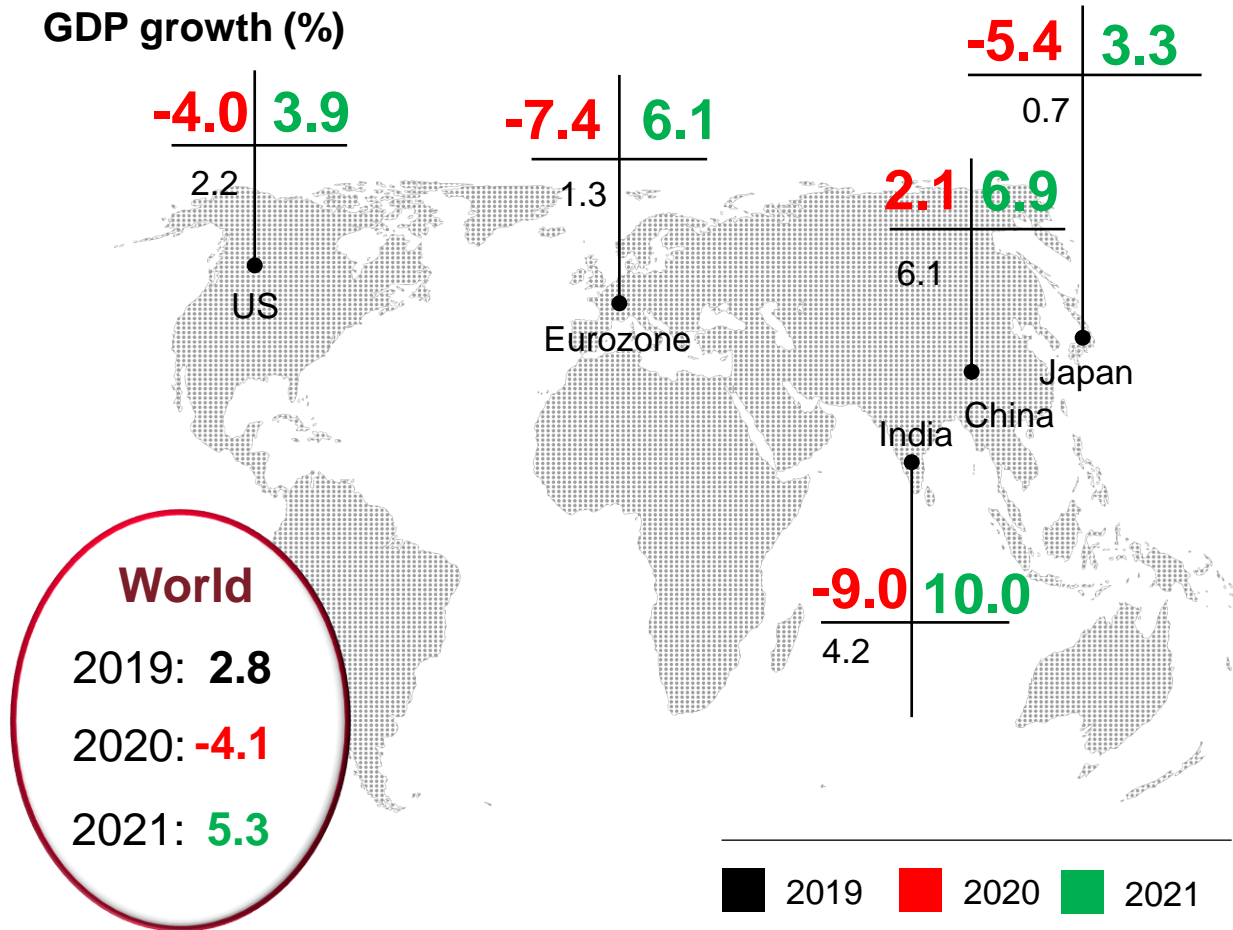 GDP growth (%)
-4.0 3.9
2.2
US
-7.4 6.1
1.3
Eurozone
-5.4 3.3
0.7
Japan
2.1 6.9
6.1
China
India
-9.0 10.0
4.2
World
2019: 2.8
2020: -4.1
2021: 5.3
2019 2020 2021